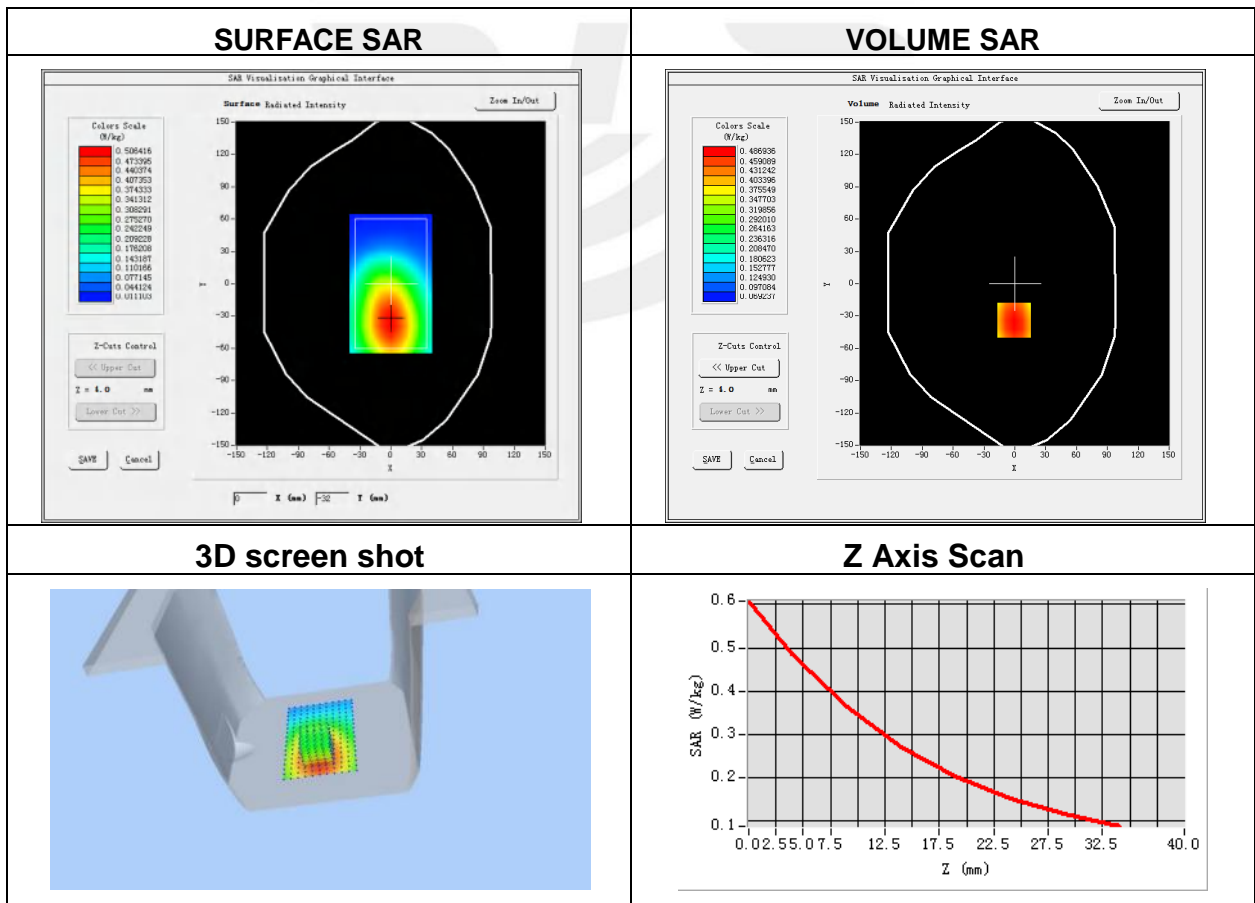 SURFACE SAR
VOLUME SAR
SAR Visualisation Graphical Interface
Surface Radiated Intensity
Zoom In/Out
Colors Scale
(W/kg)
0.506416
0.473395
0.440374
0.407353
0.374333
0.341312
0.308291
0.275270
0.242249
0.209228
0.176208
0.143187
0.110166
0.077145
0.044124
0.011103
150
120
90
60
30
0
-30
-60
-90
-120
-150
Y
-150 -120 -90 -60 -30 0 30 60 90 120 150
X
Z-Cuts Control
<< Upper Cut
Z = 4.0 mm
Lower Cut >>
SAVE Cancel
0 X (mm) -32 Y (mm)
SAR Visualisation Graphical Interface
Volume Radiated Intensity
Zoom In/Out
Colors Scale
(W/kg)
0.486936
0.459089
0.431242
0.403396
0.375549
0.347703
0.319856
0.292010
0.264163
0.236316
0.208470
0.180623
0.152777
0.124930
0.097084
0.069237
150
120
90
60
30
0
-30
-60
-90
-120
-150
Y
-150 -120 -90 -60 -30 0 30 60 90 120 150
X
Z-Cuts Control
<< Upper Cut
Z = 4.0 mm
Lower Cut >>
SAVE Cancel
3D screen shot
Z Axis Scan
0.6
0.5
0.4
0.3
0.2
0.1
SAR (W/kg)
0.0 2.5 5.0 7.5 12.5 17.5 22.5 27.5 32.5 40.0
Z (mm)